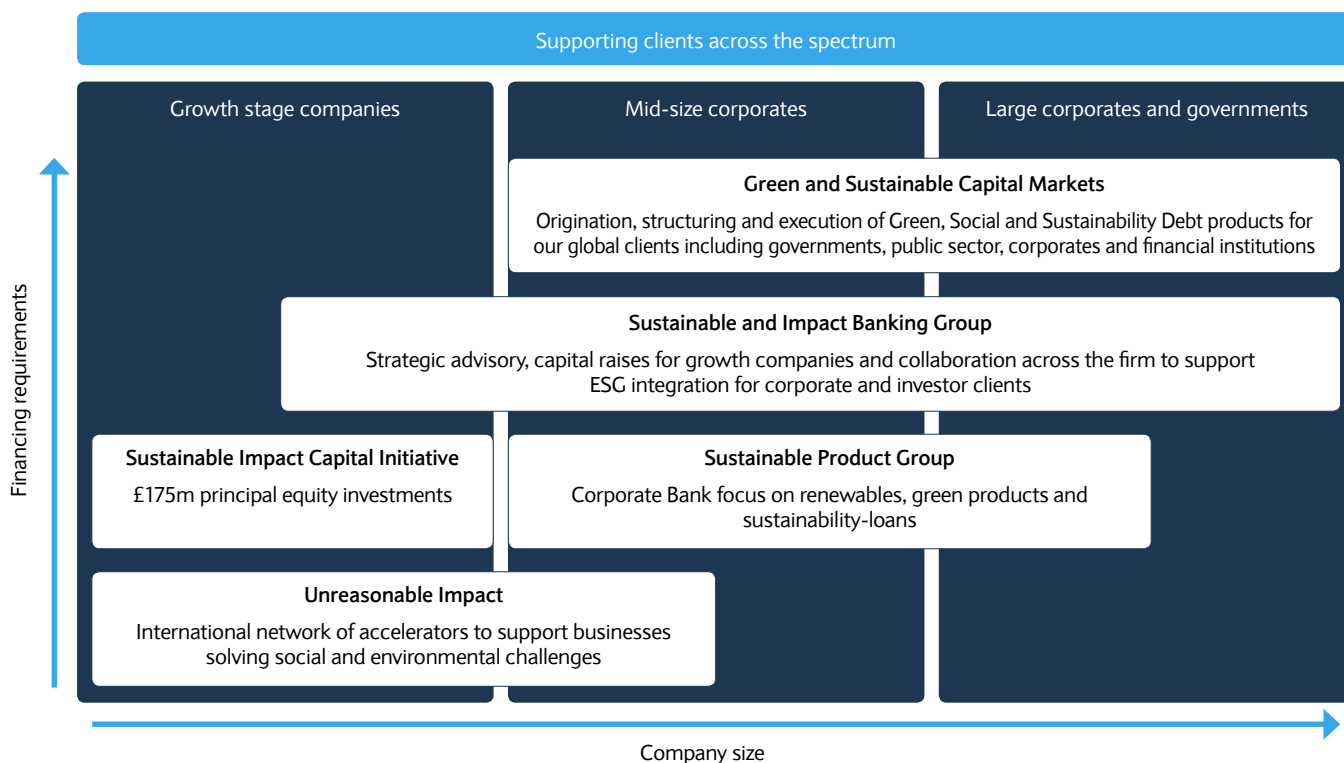 Supporting clients across the spectrum
Growth stage companies
Mid-size corporates
Large corporates and governments
Green and Sustainable Capital Markets
Origination, structuring and execution of Green, Social and Sustainability Debt products for
our global clients including governments, public sector, corporates and financial institutions
Sustainable and Impact Banking Group
Strategic advisory, capital raises for growth companies and collaboration across the firm to support
ESG integration for corporate and investor clients
Sustainable Impact Capital Initiative
£175m principal equity investments
Sustainable Product Group
Corporate Bank focus on renewables, green products and
sustainability-loans
Unreasonable Impact
International network of accelerators to support businesses
solving social and environmental challenges
Financing requirements
Company size